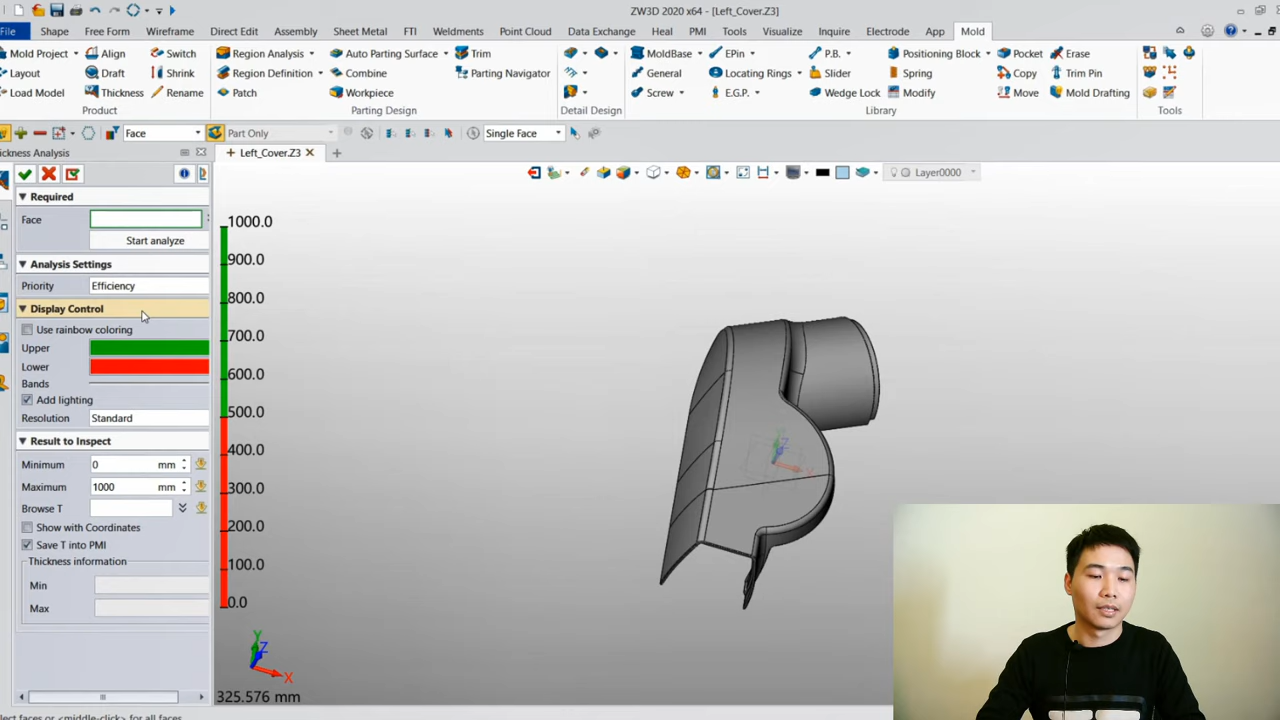 ZW3D 2020 x64 - [Left_Cover.Z3]
File Shape Free Form Wireframe Direct Edit Assembly Sheet Metal FTI Weldments Point Cloud Data Exchange Heal PMI Tools Visualize Inquire Electrode App Mold
Mold Project Align Switch Region Analysis Auto Parting Surface Trim MoldBase EPin P.B. Positioning Block Pocket Erase
Layout Draft Shrink Region Definition Combine Parting Navigator General Locating Rings Slider Spring Copy Trim Pin
Load Model Thickness Rename Patch Workpiece Screw E.G.P. Wedge Lock Modify Move Mold Drafting
Product Parting Design Detail Design Library Tools
Face Part Only Single Face
ickness Analysis Left_Cover.Z3
Layer0000
Required
Face
Start analyze
Analysis Settings
Priority Efficiency
Display Control
Use rainbow coloring
Upper
Lower
Bands
Add lighting
Resolution Standard
Result to Inspect
Minimum 0 mm
Maximum 1000 mm
Browse T
Show with Coordinates
Save T into PMI
Thickness information
Min
Max
1000.0
900.0
800.0
700.0
600.0
500.0
400.0
300.0
200.0
100.0
0.0
Z
Y
Y
Z
X
325.576 mm
lect faces or <middle-click> for all faces.